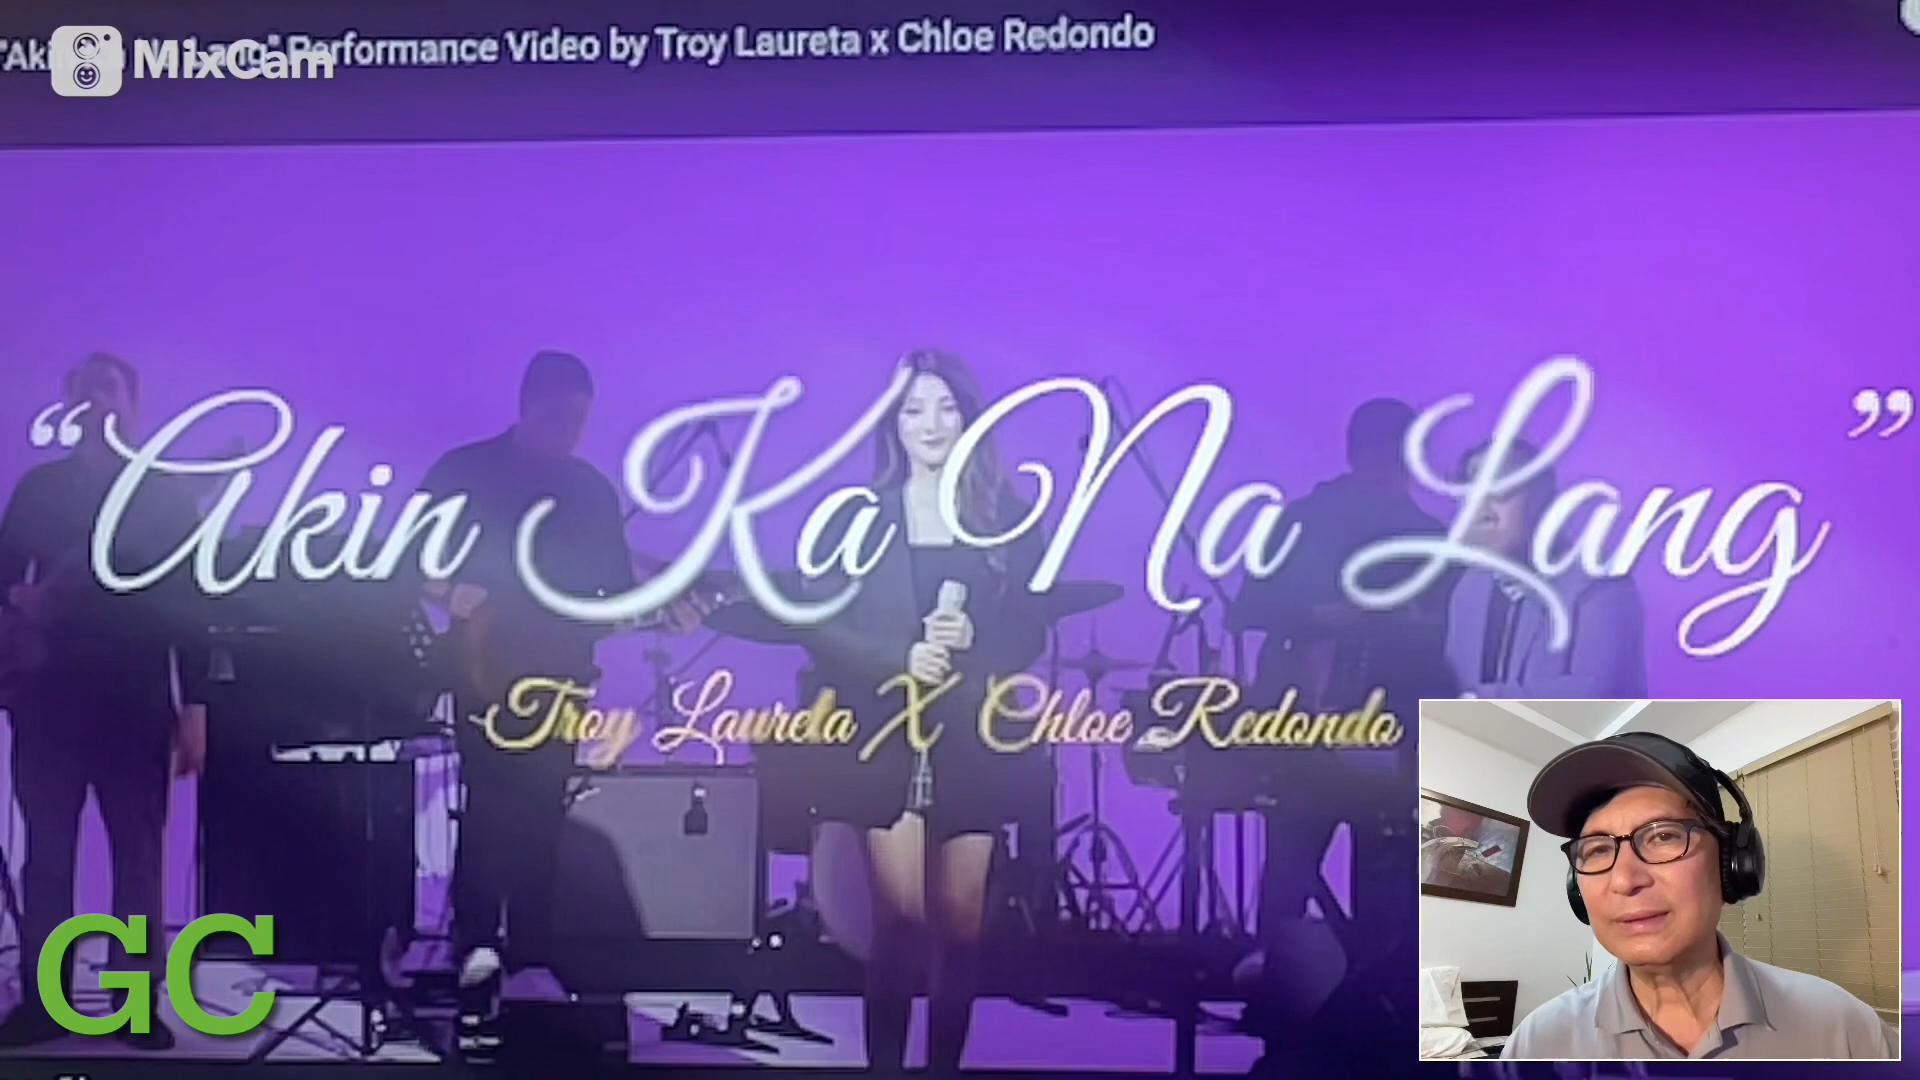 Performance Video by Troy Laureta x Chloe Redondo
MixCam
“Akin Ka Na Lang”
Troy Laureta X Chloe Redondo
GC